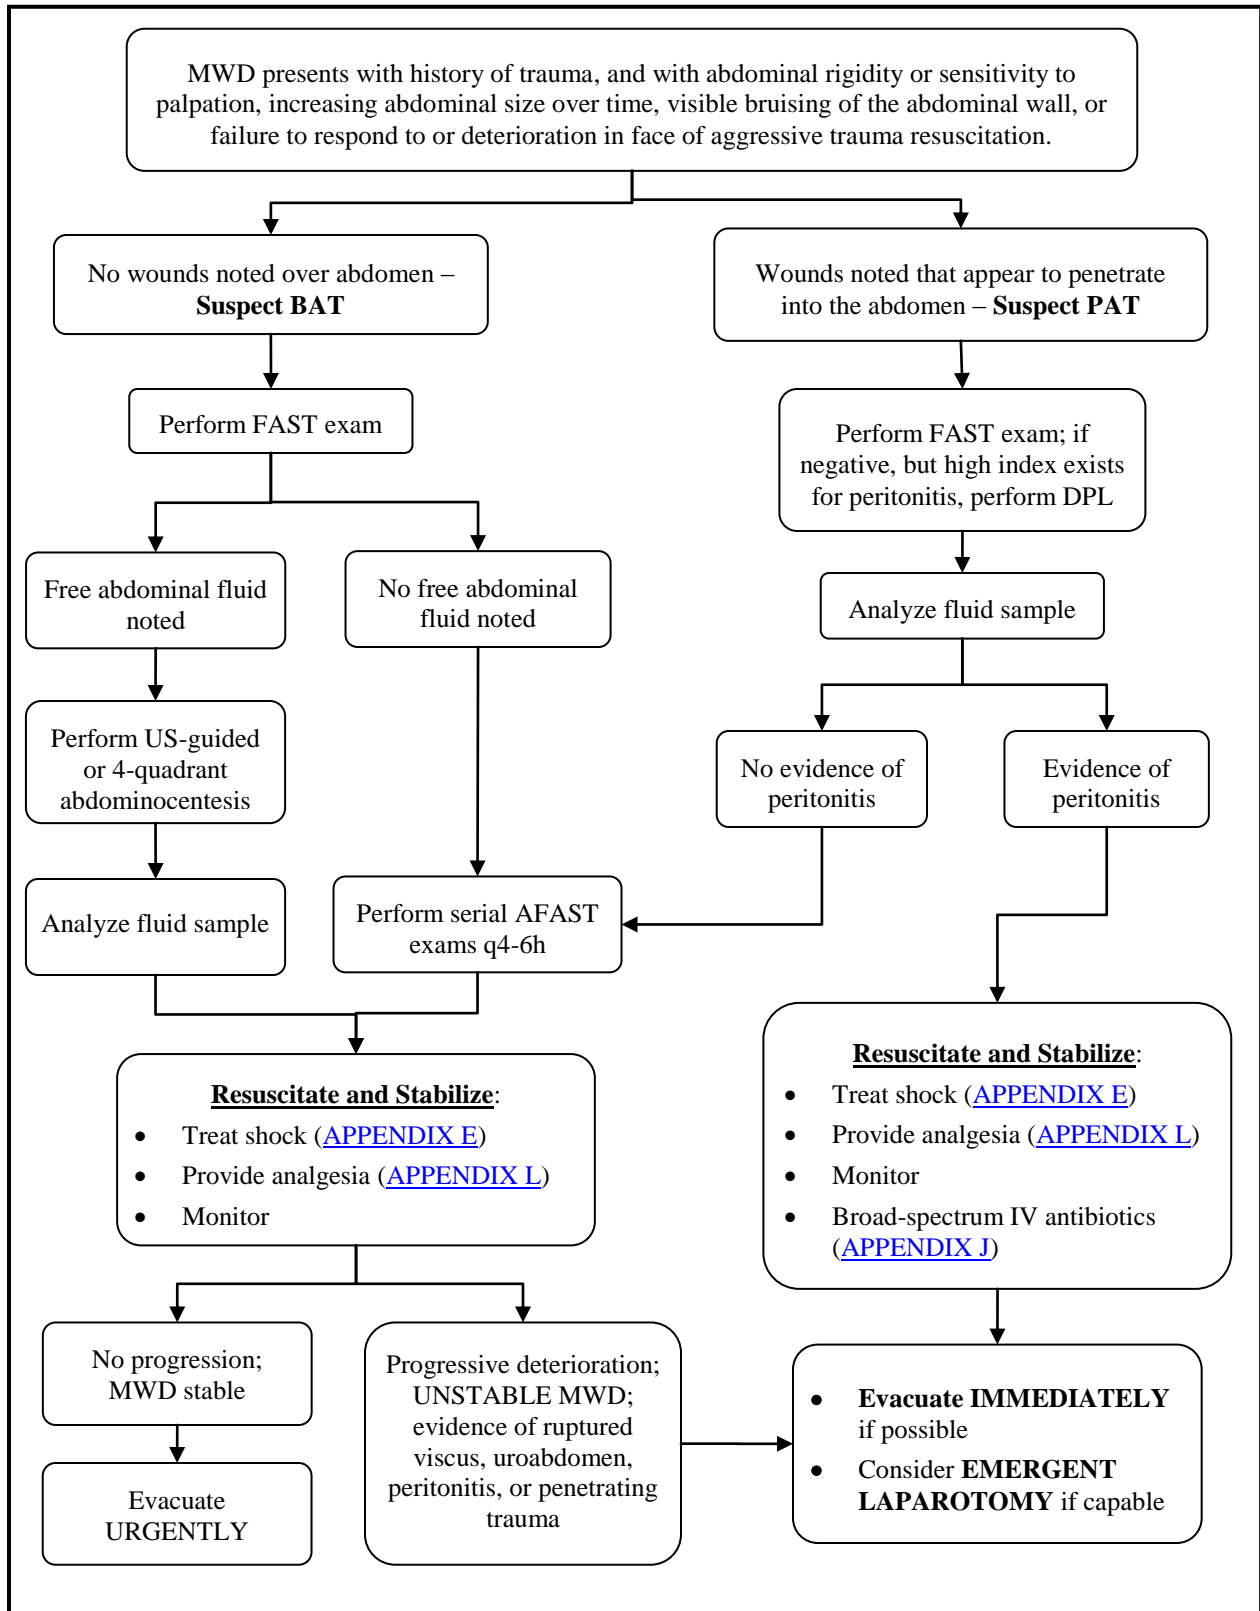 MWD presents with history of trauma, and with abdominal rigidity or sensitivity to
palpation, increasing abdominal size over time, visible bruising of the abdominal wall, or
failure to respond to or deterioration in face of aggressive trauma resuscitation.
No wounds noted over abdomen –
Suspect BAT
Wounds noted that appear to penetrate
into the abdomen – Suspect PAT
Perform FAST exam
Perform FAST exam; if
negative, but high index exists
for peritonitis, perform DPL
Free abdominal fluid
noted
No free abdominal
fluid noted
Analyze fluid sample
Perform US-guided
or 4-quadrant
abdominocentesis
No evidence of
peritonitis
Evidence of
peritonitis
Analyze fluid sample
Perform serial AFAST
exams q4-6h
Resuscitate and Stabilize:
• Treat shock (APPENDIX E)
• Provide analgesia (APPENDIX L)
• Monitor
Resuscitate and Stabilize:
• Treat shock (APPENDIX E)
• Provide analgesia (APPENDIX L)
• Monitor
• Broad-spectrum IV antibiotics
(APPENDIX J)
No progression;
MWD stable
Progressive deterioration;
UNSTABLE MWD;
evidence of ruptured
viscus, uroabdomen,
peritonitis, or penetrating
trauma
• Evacuate IMMEDIATELY
if possible
• Consider EMERGENT
LAPAROTOMY if capable
Evacuate
URGENTLY